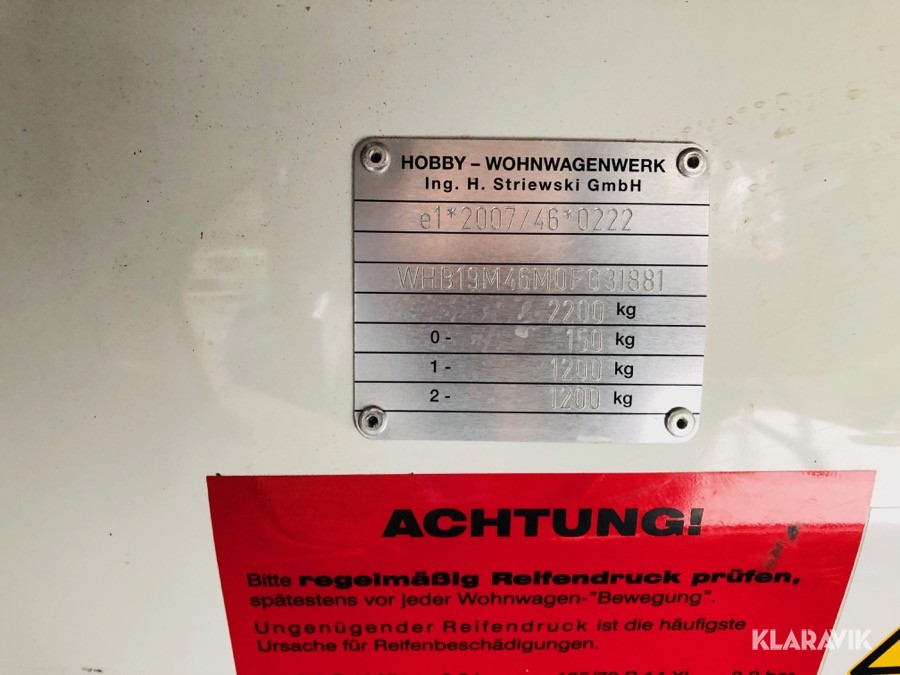 HOBBY – WOHNWAGENWERK
Ing. H. Striewski GmbH
e1*2007/46*0222
WHB19M46M0FG31881
2200 kg
0- 150 kg
1- 1200 kg
2- 1200 kg
ACHTUNG!
Bitte regelmäßig Reifendruck prüfen,
spätestens vor jeder Wohnwagen-"Bewegung".
Ungenügender Reifendruck ist die häufigste
Ursache für Reifenbeschädigungen.
KLARAVIK